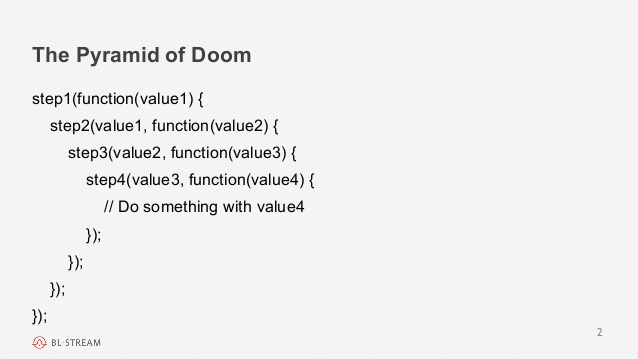 The Pyramid of Doom
step1(function(value1) {
step2(value1, function(value2) {
step3(value2, function(value3) {
step4(value3, function(value4) {
// Do something with value4
});
});
});
});
2
BL·STREAM